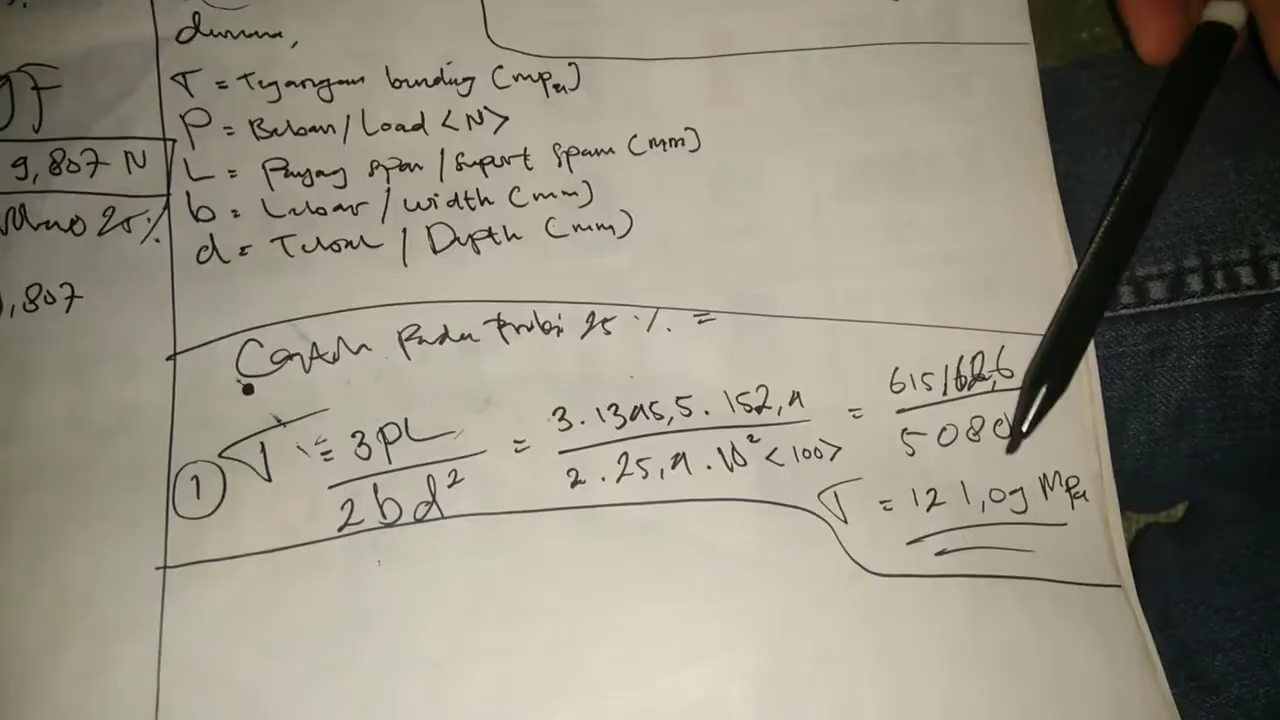 gf
9,807 N
25%
,807
dimana,
σ = Tegangan bending (mpa)
P = Beban / Load <N>
L = Panjang span / Suport span (mm)
b = Lebar / width (mm)
d = Tebal / Depth (mm)
Contoh Pada Fraksi 25 % =
① σ = 3PL / 2bd² = 3.1345,5.152,4 / 2.25,4.10² <100> = 615162,6 / 5080
σ = 121,09 Mpa